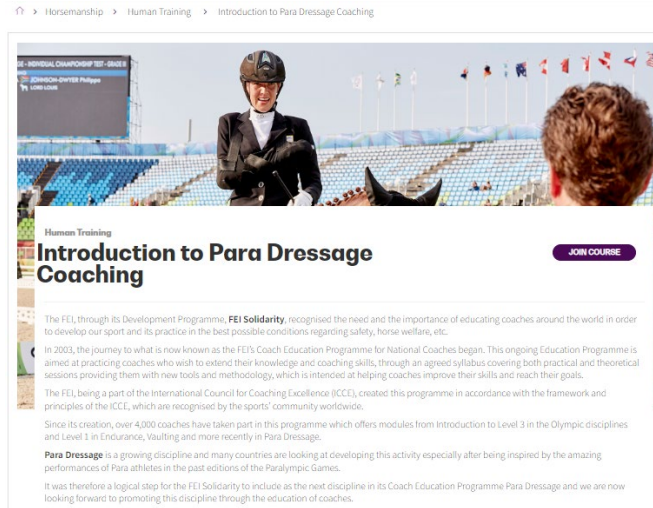 Horsemanship > Human Training > Introduction to Para Dressage Coaching
- INDIVIDUAL CHAMPIONSHIP TEST - GRADE III
JOHNSON-DWYER Philippa
LORD LOUIS
Human Training
Introduction to Para Dressage
Coaching
JOIN COURSE
The FEI, through its Development Programme, FEI Solidarity, recognised the need and the importance of educating coaches around the world in order
to develop our sport and its practice in the best possible conditions regarding safety, horse welfare, etc.
In 2003, the journey to what is now known as the FEI's Coach Education Programme for National Coaches began. This ongoing Education Programme is
aimed at practicing coaches who wish to extend their knowledge and coaching skills, through an agreed syllabus covering both practical and theoretical
sessions providing them with new tools and methodology, which is intended at helping coaches improve their skills and reach their goals.
The FEI, being a part of the International Council for Coaching Excellence (ICCE), created this programme in accordance with the framework and
principles of the ICCE, which are recognised by the sports' community worldwide.
Since its creation, over 4,000 coaches have taken part in this programme which offers modules from Introduction to Level 3 in the Olympic disciplines
and Level 1 in Endurance, Vaulting and more recently in Para Dressage.
Para Dressage is a growing discipline and many countries are looking at developing this activity especially after being inspired by the amazing
performances of Para athletes in the past editions of the Paralympic Games.
It was therefore a logical step for the FEI Solidarity to include as the next discipline in its Coach Education Programme Para Dressage and we are now
looking forward to promoting this discipline through the education of coaches.